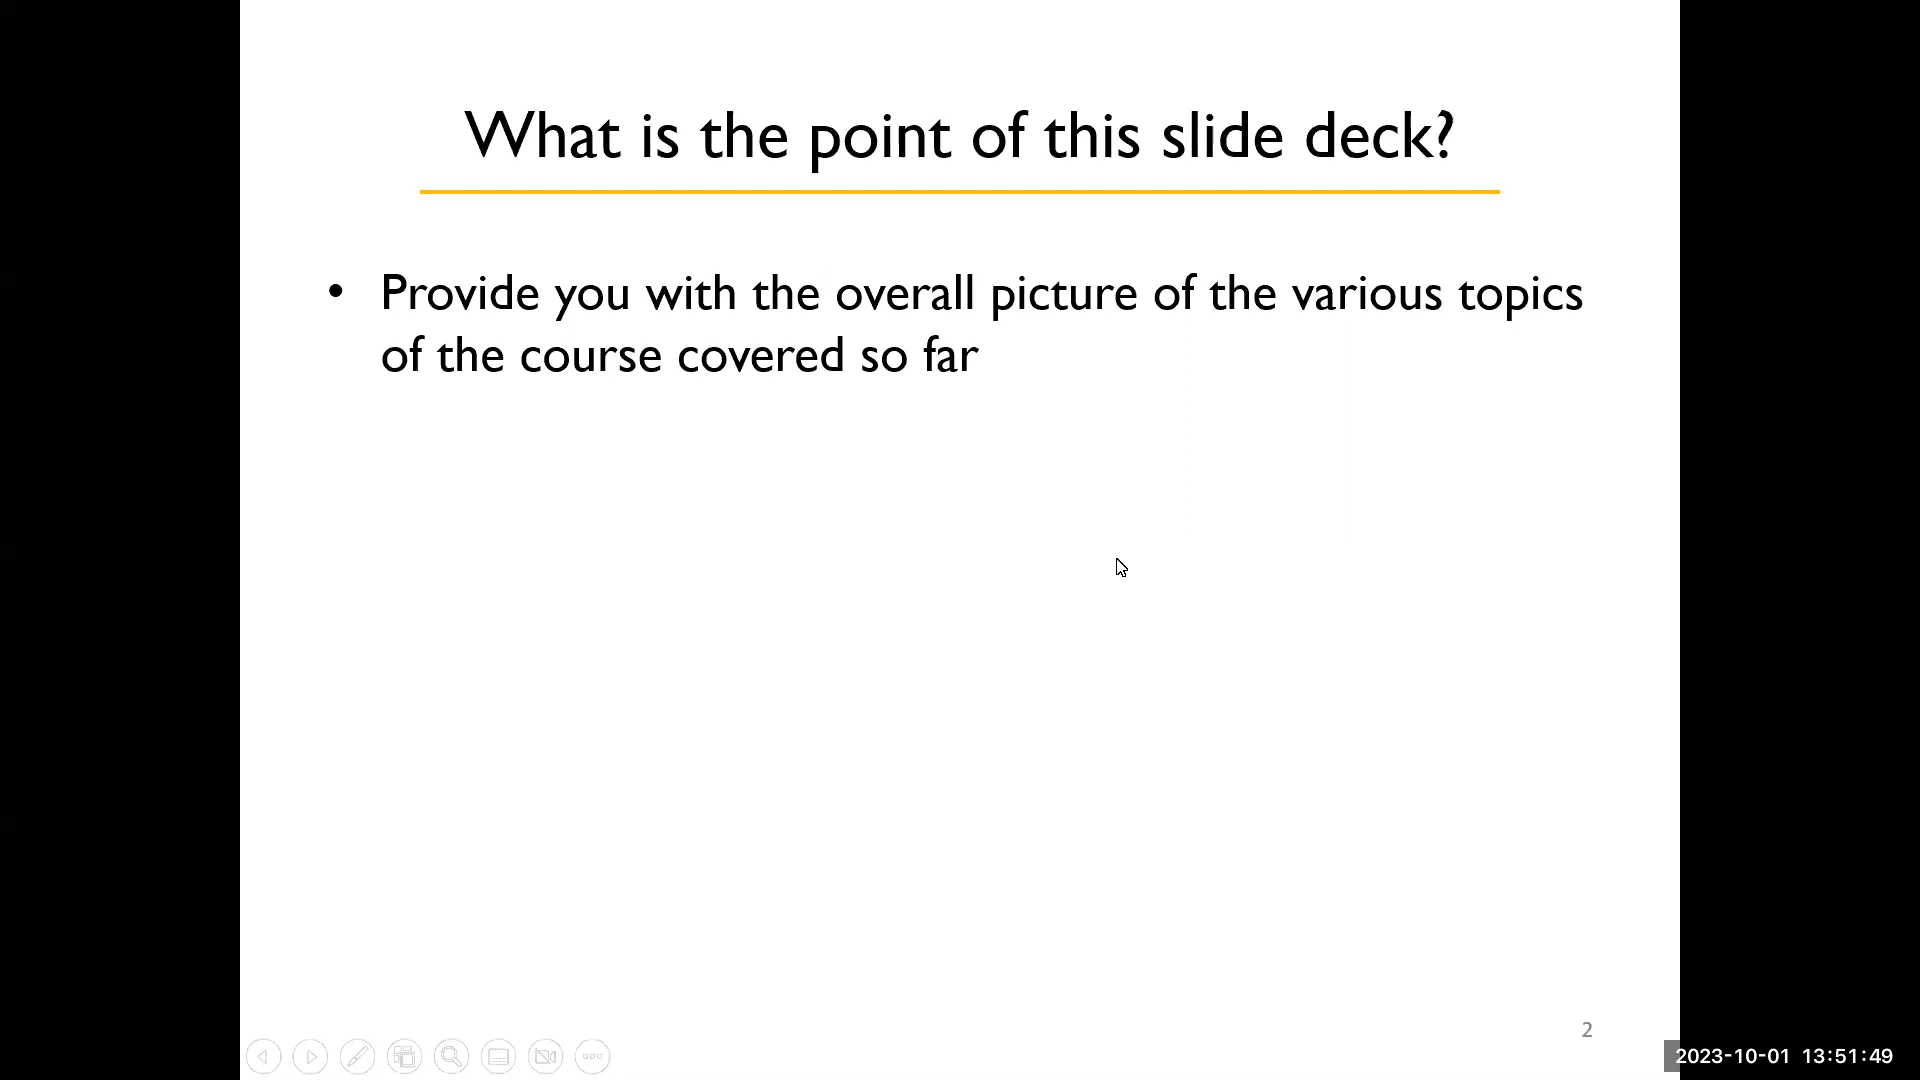 What is the point of this slide deck?
• Provide you with the overall picture of the various topics
of the course covered so far
2
2023-10-01 13:51:49